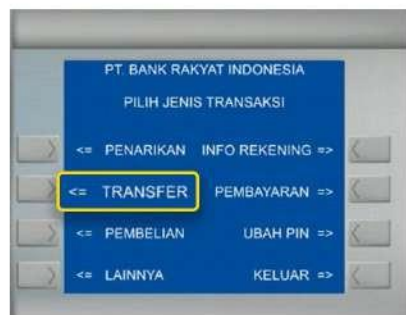 PT. BANK RAKYAT INDONESIA
PILIH JENIS TRANSAKSI
<= PENARIKAN INFO REKENING =>
<= TRANSFER PEMBAYARAN =>
<= PEMBELIAN UBAH PIN =>
<= LAINNYA KELUAR =>